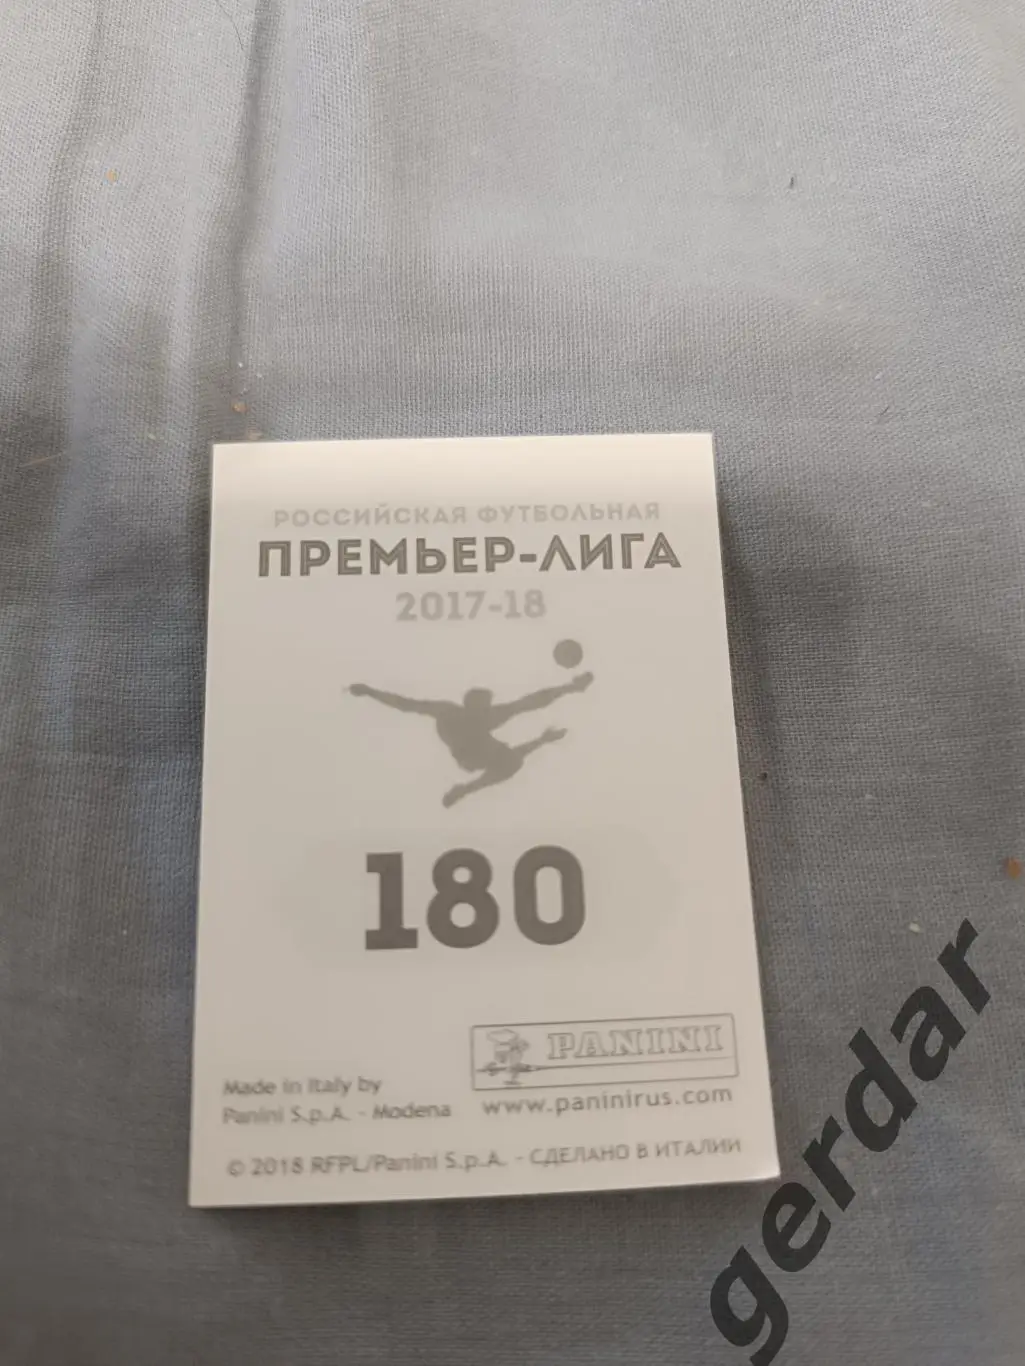 РОССИЙСКАЯ ФУТБОЛЬНАЯ
ПРЕМЬЕР-ЛИГА
2017-18
180
PANINI
Made in Italy by
Panini S.p.A. - Modena
www.paninirus.com
© 2018 RFPL/Panini S.p.A. - СДЕЛАНО В ИТАЛИИ
gerdar